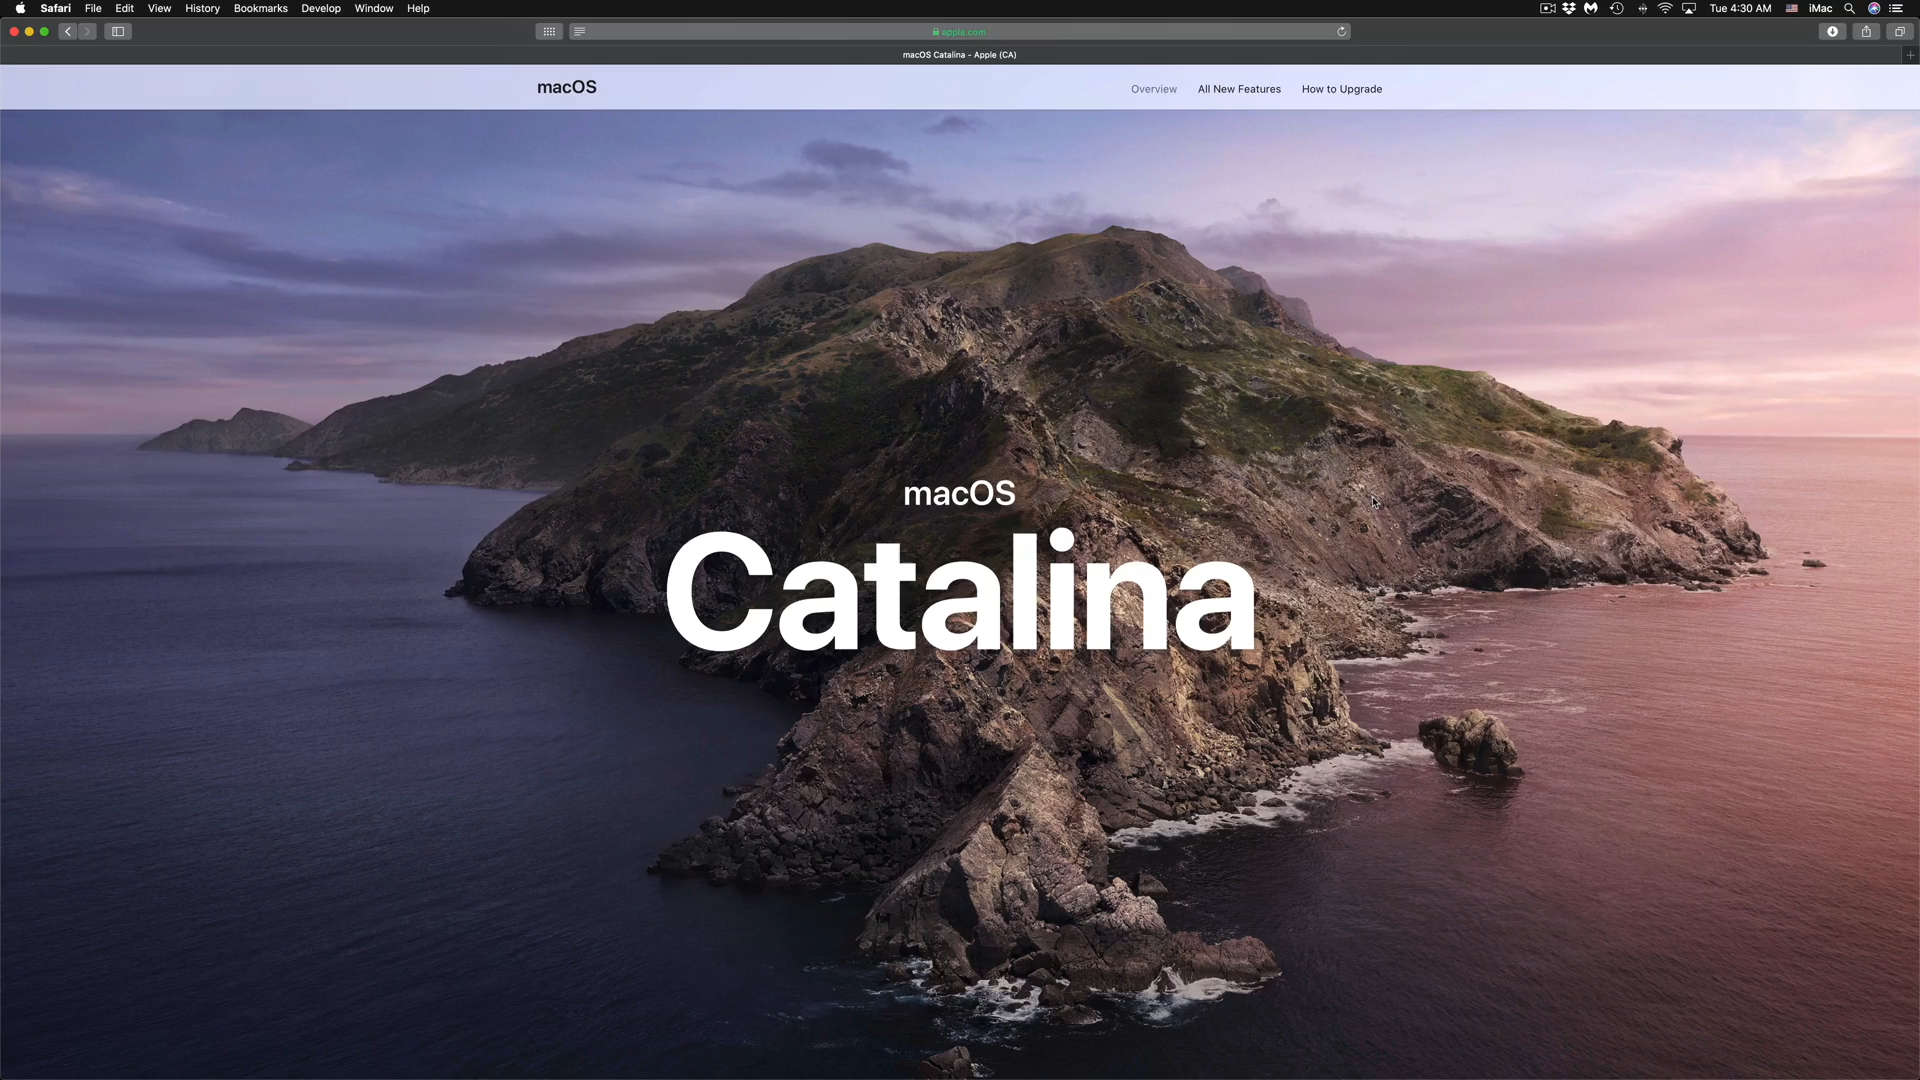 Safari File Edit View History Bookmarks Develop Window Help Tue 4:30 AM iMac
apple.com
macOS Catalina - Apple (CA)
macOS Overview All New Features How to Upgrade
macOS
Catalina